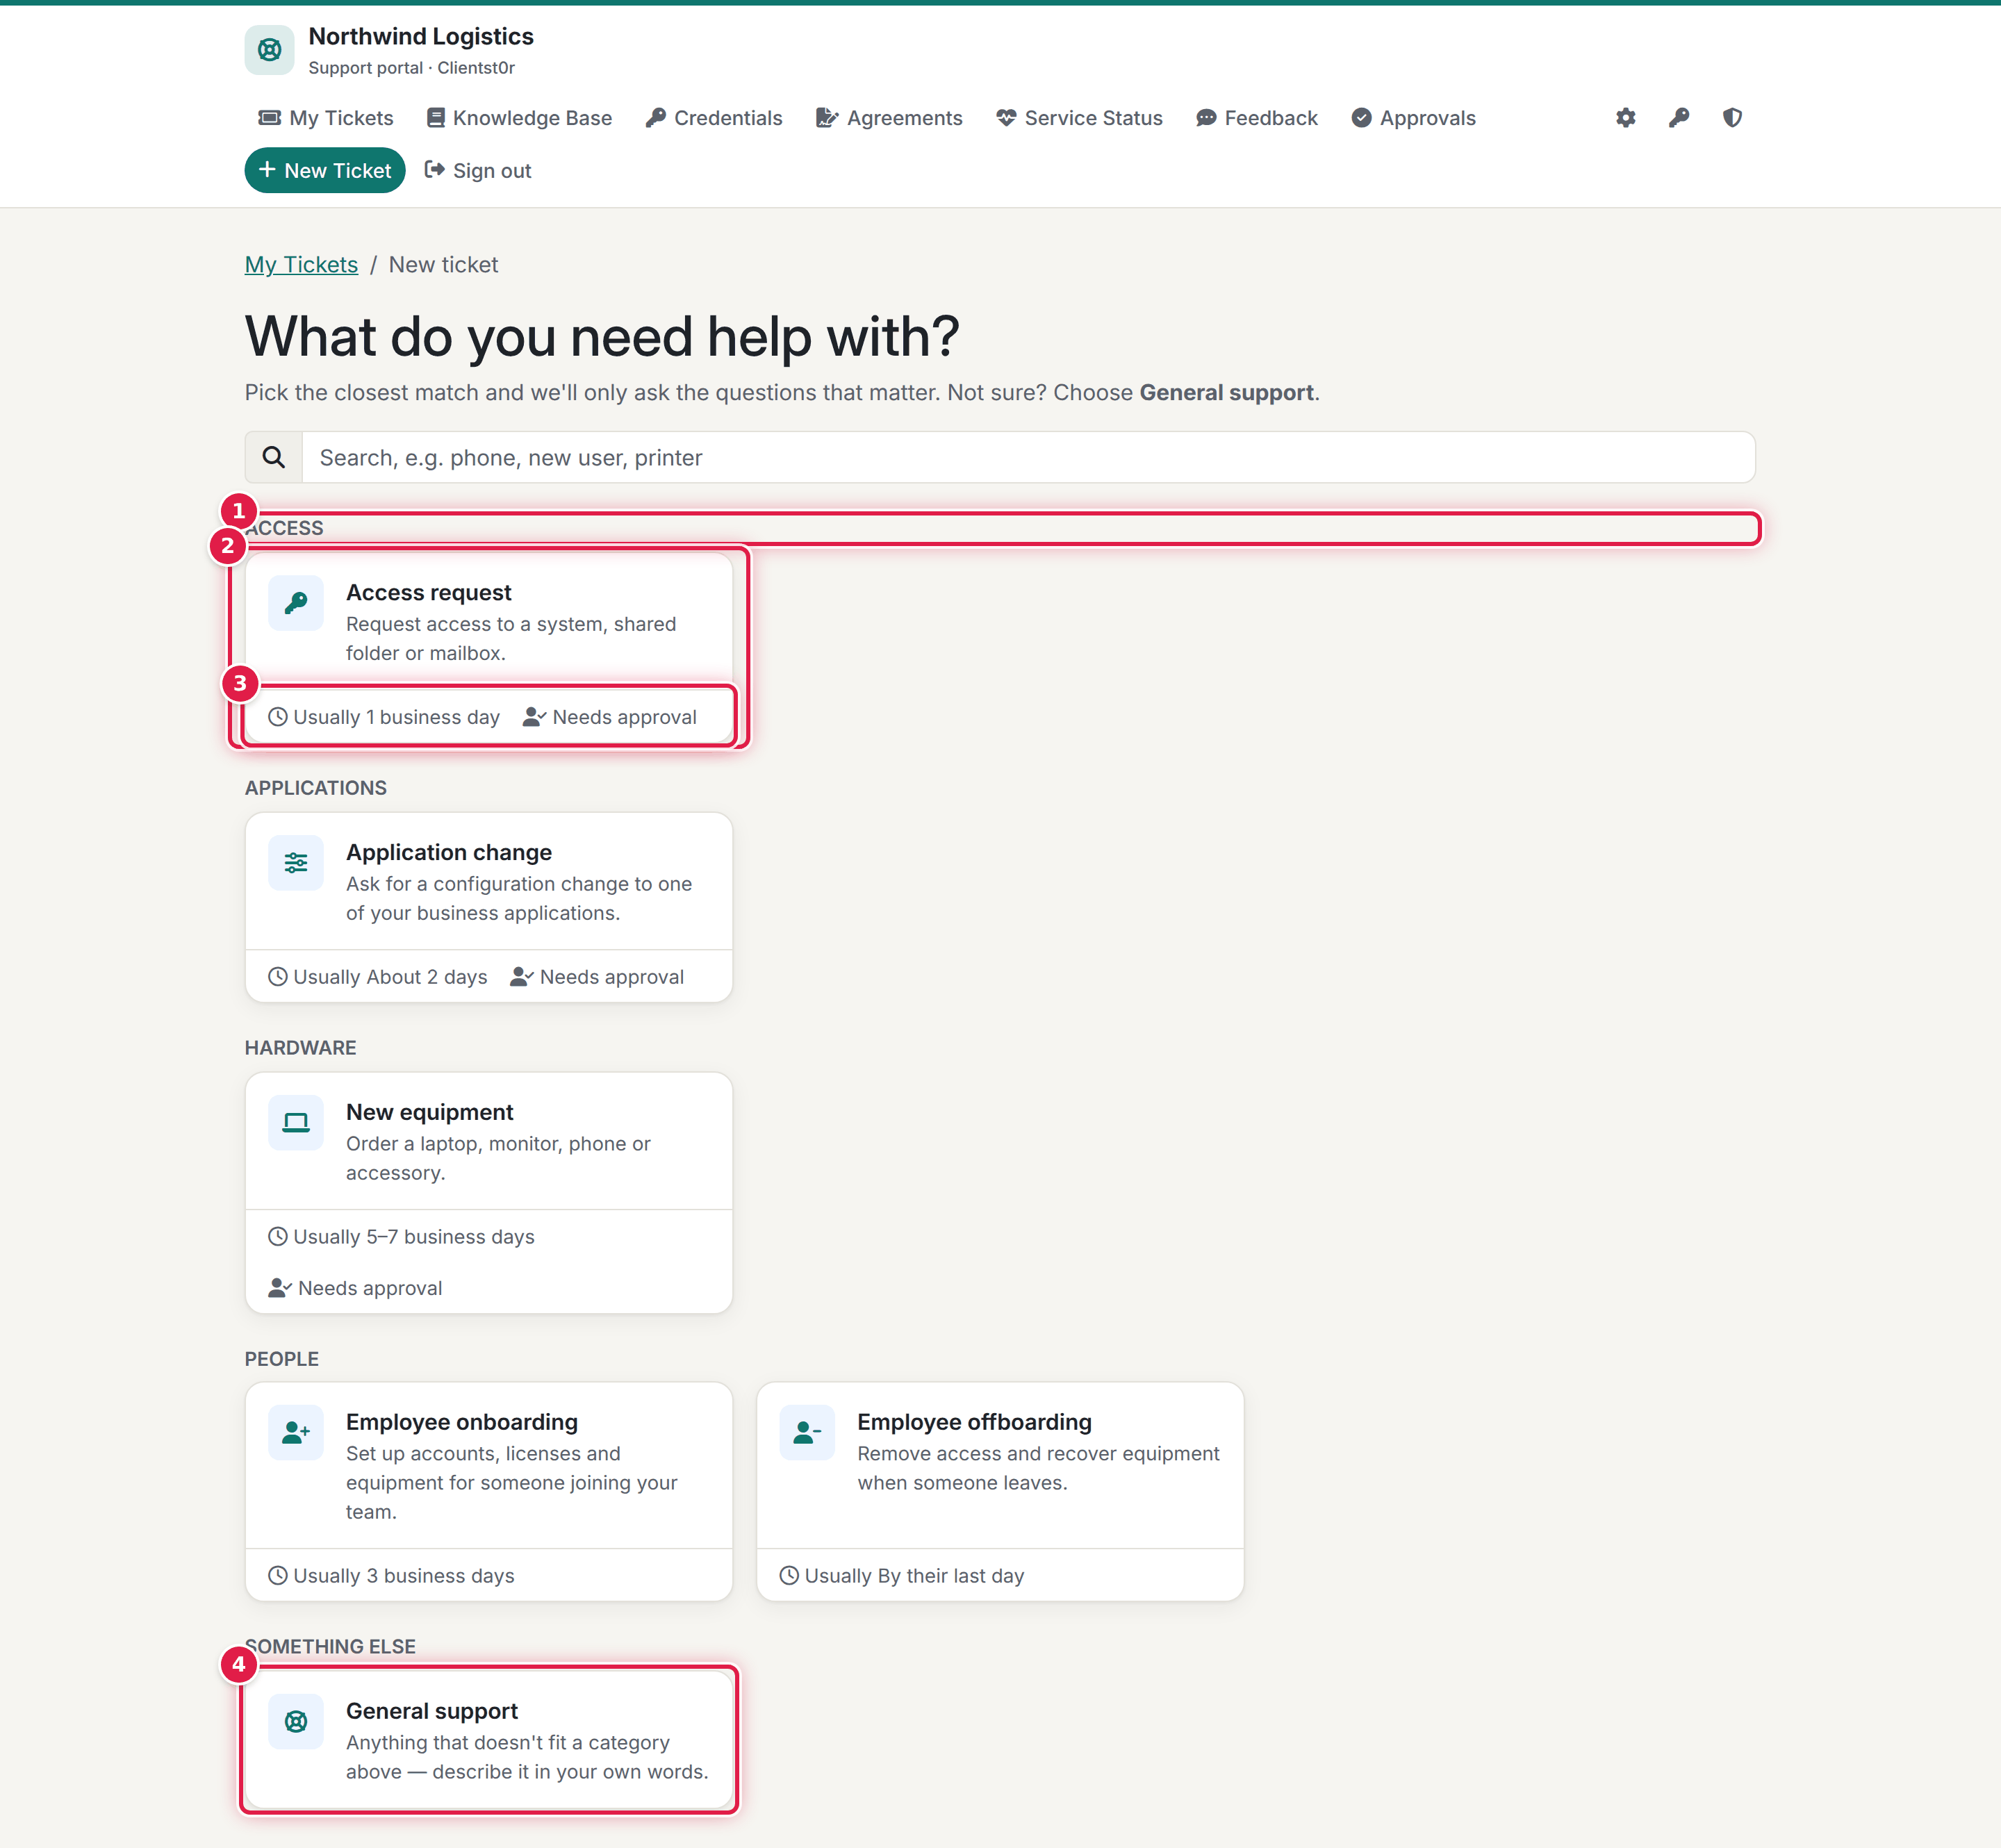 Northwind Logistics
Support portal · Clientst0r
My Tickets Knowledge Base Credentials Agreements Service Status Feedback Approvals
New Ticket Sign out
My Tickets / New ticket
What do you need help with?
Pick the closest match and we'll only ask the questions that matter. Not sure? Choose General support.
Search, e.g. phone, new user, printer
1
ACCESS
2
Access request
Request access to a system, shared
folder or mailbox.
3
Usually 1 business day Needs approval
APPLICATIONS
Application change
Ask for a configuration change to one
of your business applications.
Usually About 2 days Needs approval
HARDWARE
New equipment
Order a laptop, monitor, phone or
accessory.
Usually 5–7 business days
Needs approval
PEOPLE
Employee onboarding
Set up accounts, licenses and
equipment for someone joining your
team.
Usually 3 business days
Employee offboarding
Remove access and recover equipment
when someone leaves.
Usually By their last day
SOMETHING ELSE
4
General support
Anything that doesn't fit a category
above — describe it in your own words.